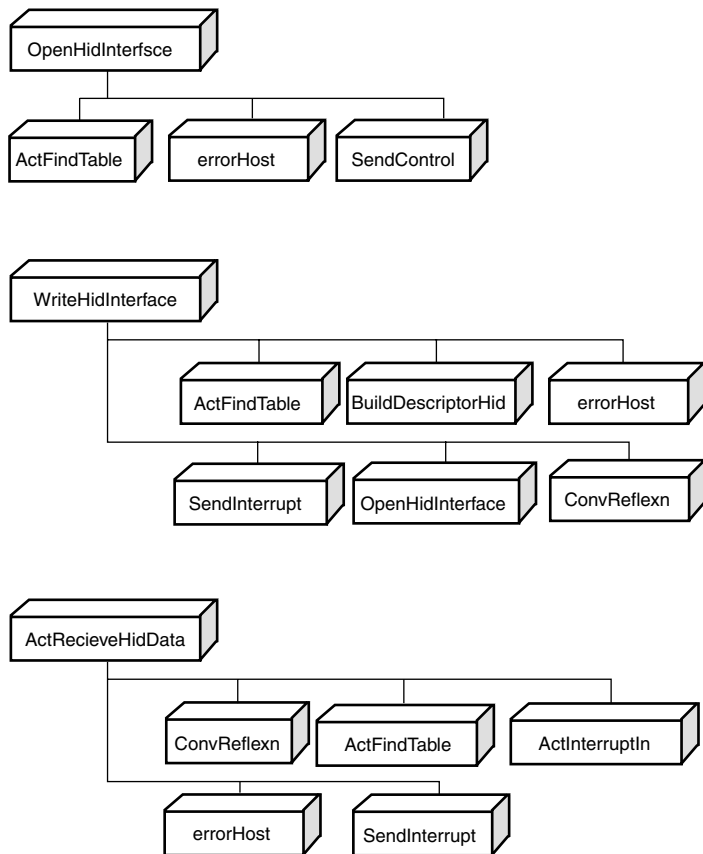 OpenHidInterfsce
ActFindTable
errorHost
SendControl
WriteHidInterface
ActFindTable
BuildDescriptorHid
errorHost
SendInterrupt
OpenHidInterface
ConvReflexn
ActRecieveHidData
ConvReflexn
ActFindTable
ActInterruptIn
errorHost
SendInterrupt